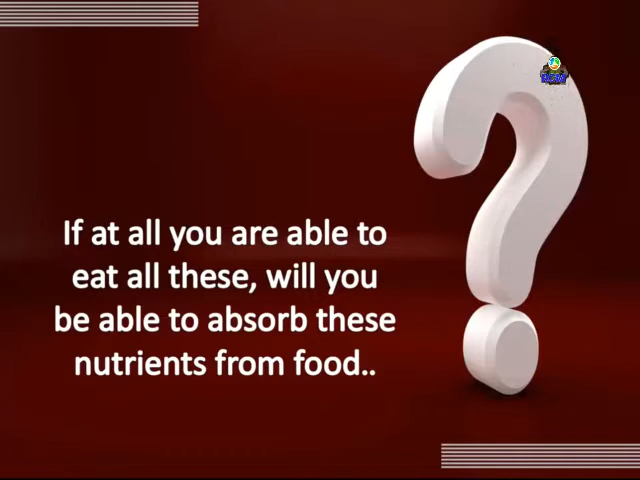 If at all you are able to
eat all these, will you
be able to absorb these
nutrients from food..